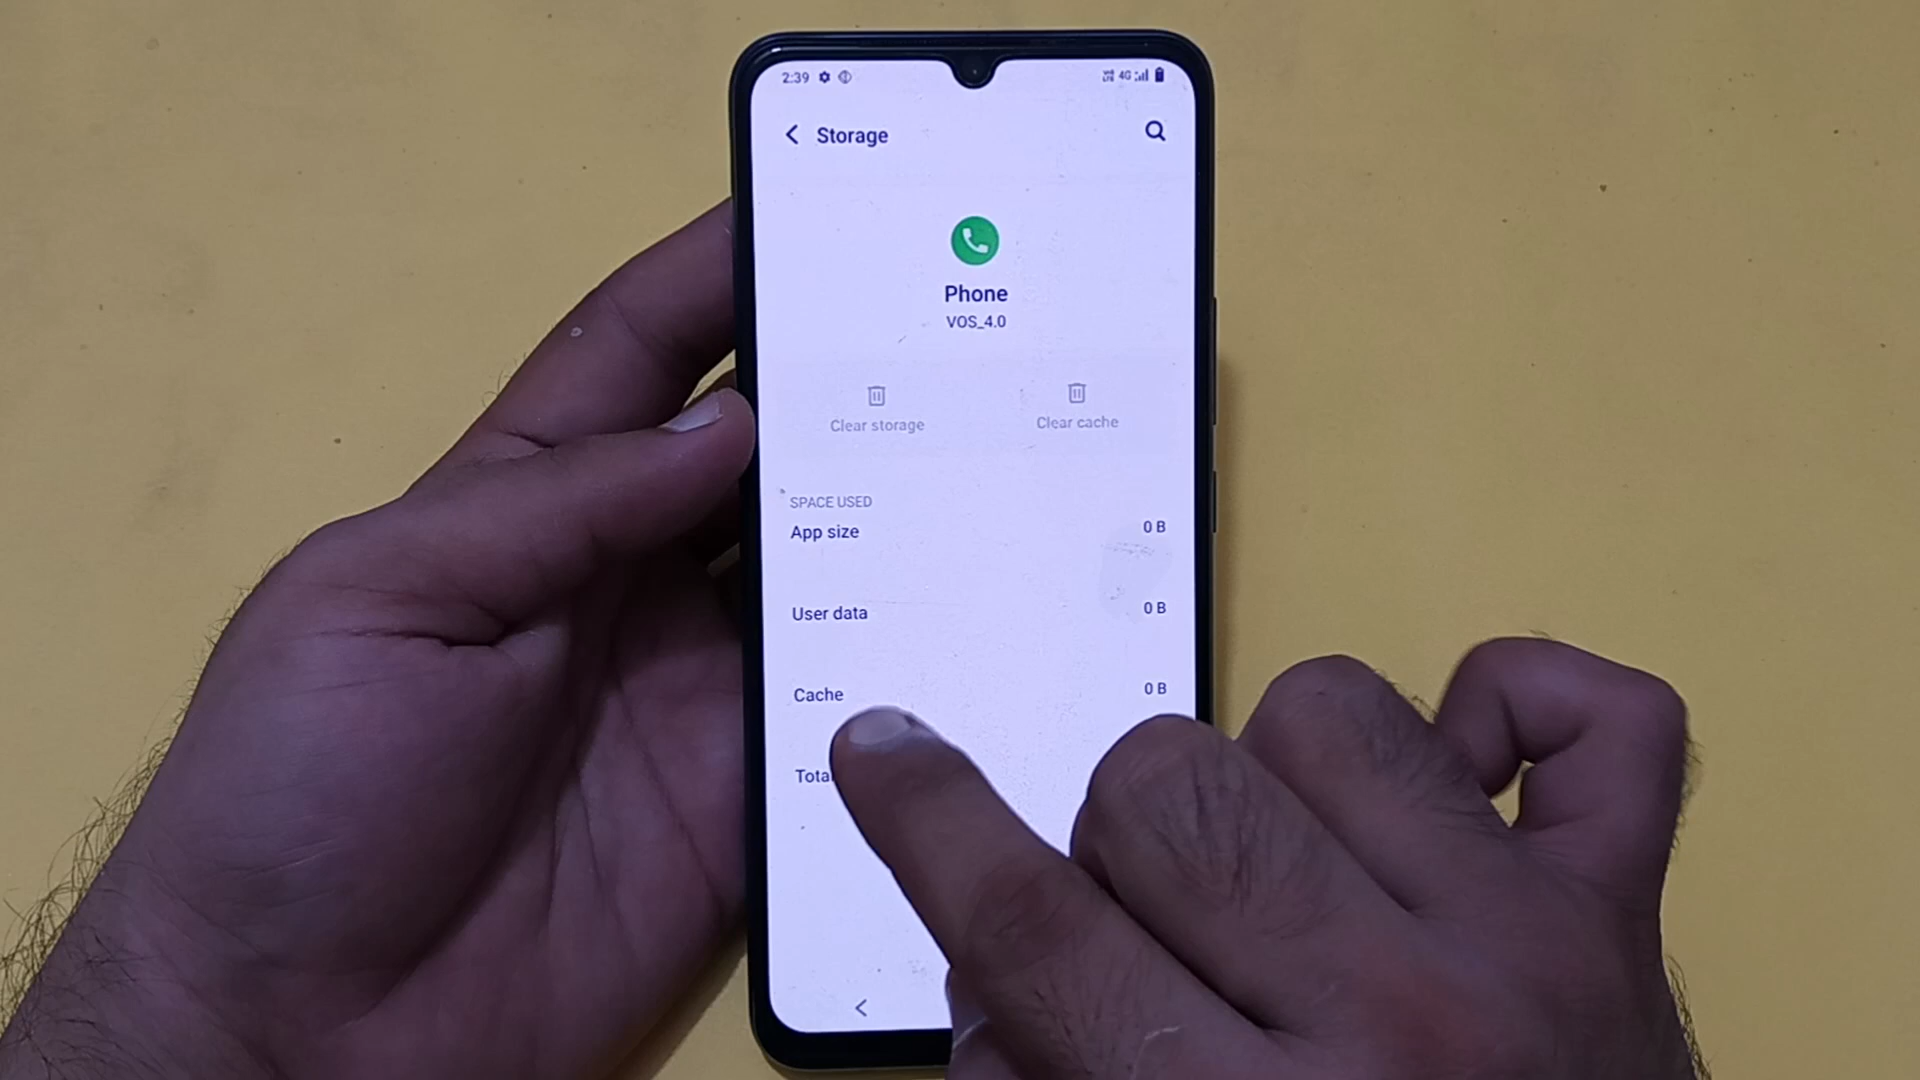 2:39
4G
Storage
Phone
VOS_4.0
Clear storage
Clear cache
SPACE USED
App size
0 B
User data
0 B
Cache
0 B